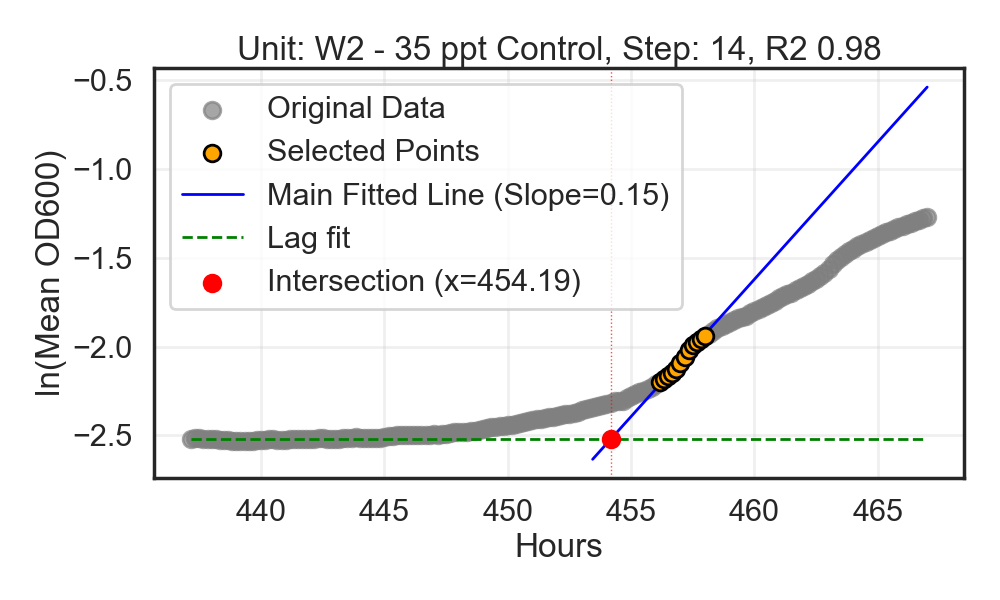 Unit: W2 - 35 ppt Control, Step: 14, R2 0.98
Original Data
Selected Points
Main Fitted Line (Slope=0.15)
Lag fit
Intersection (x=454.19)
ln(Mean OD600)
−0.5
−1.0
−1.5
−2.0
−2.5
440 445 450 455 460 465
Hours